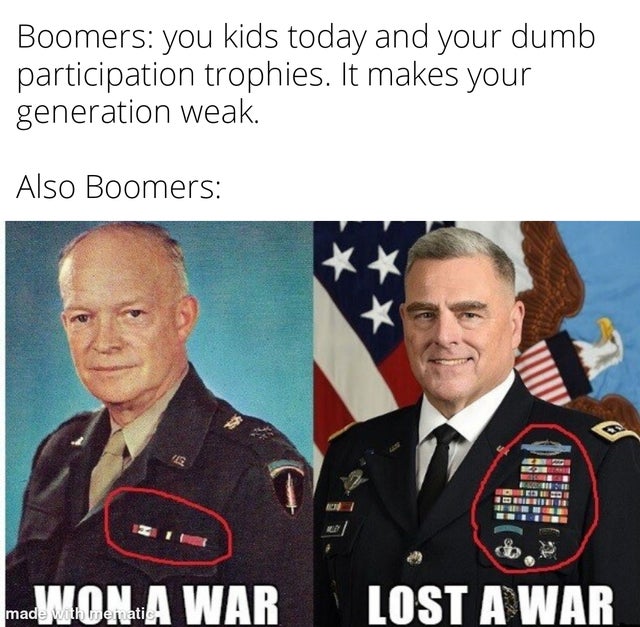 Boomers: you kids today and your dumb
participation trophies. It makes your
generation weak.
Also Boomers:
WON A WAR
LOST A WAR
made with mematic